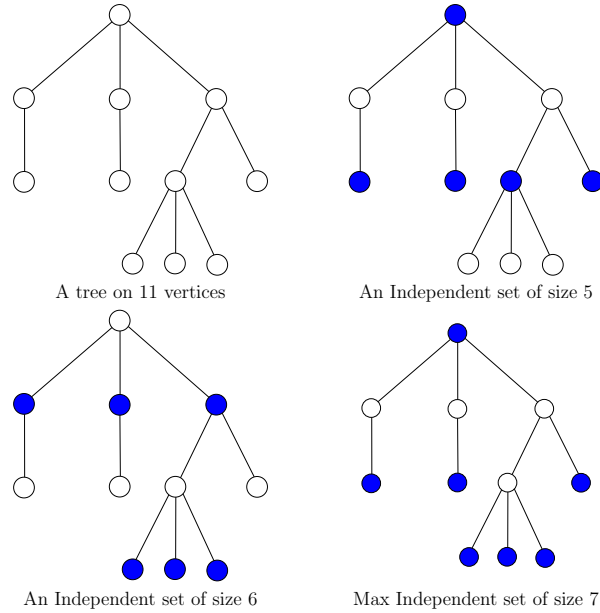 A tree on 11 vertices
An Independent set of size 5
An Independent set of size 6
Max Independent set of size 7